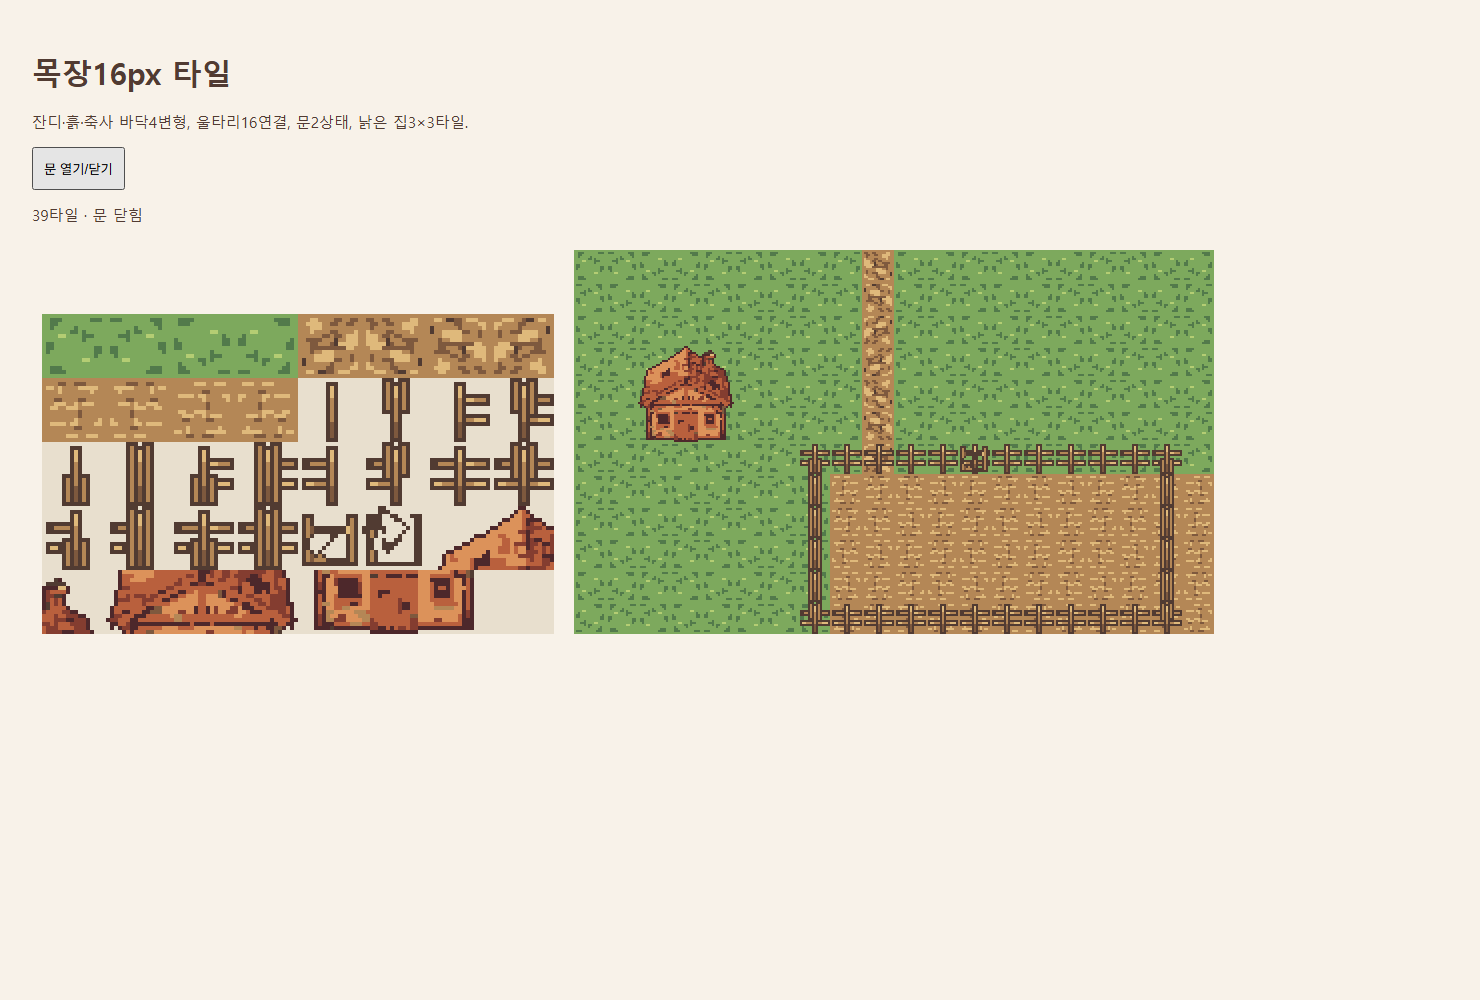 목장16px 타일
잔디·흙·축사 바닥4변형, 울타리16연결, 문2상태, 낡은 집3×3타일.
문 열기/닫기
39타일 · 문 닫힘